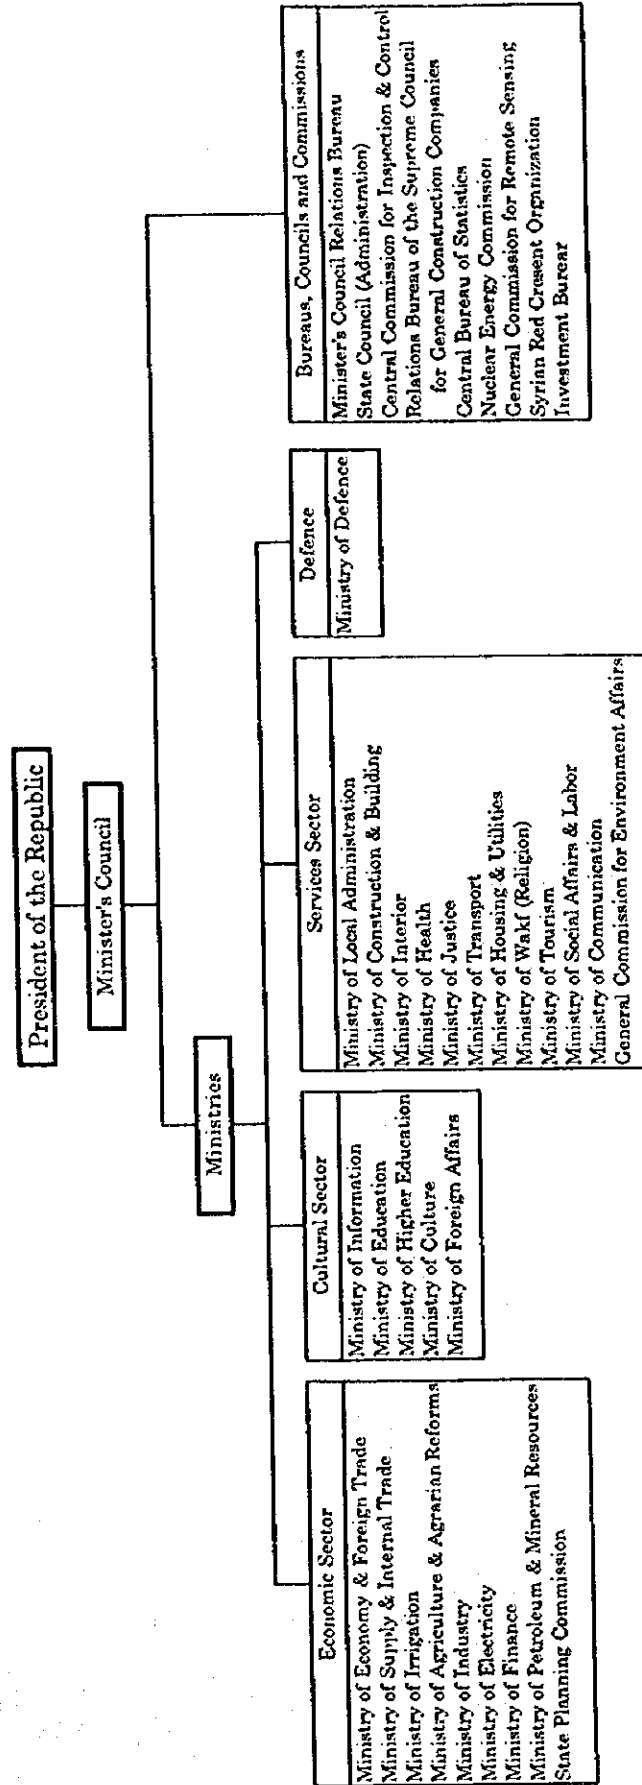 President of the Republic
Minister's Council
Ministries
Economic Sector
Ministry of Economy & Foreign Trade
Ministry of Supply & Internal Trade
Ministry of Irrigation
Ministry of Agriculture & Agrarian Reforms
Ministry of Industry
Ministry of Electricity
Ministry of Finance
Ministry of Petroleum & Mineral Resources
State Planning Commission
Cultural Sector
Ministry of Information
Ministry of Education
Ministry of Higher Education
Ministry of Culture
Ministry of Foreign Affairs
Services Sector
Ministry of Local Administration
Ministry of Construction & Building
Ministry of Interior
Ministry of Health
Ministry of Justice
Ministry of Transport
Ministry of Housing & Utilities
Ministry of Wakf (Religion)
Ministry of Tourism
Ministry of Social Affairs & Labor
Ministry of Communication
General Commission for Environment Affairs
Defence
Ministry of Defence
Bureaus, Councils and Commissions
Minister's Council Relations Bureau
State Council (Administration)
Central Commission for Inspection & Control
Relations Bureau of the Supreme Council
for General Construction Companies
Central Bureau of Statistics
Nuclear Energy Commission
General Commission for Remote Sensing
Syrian Red Cresent Organization
Investment Burear